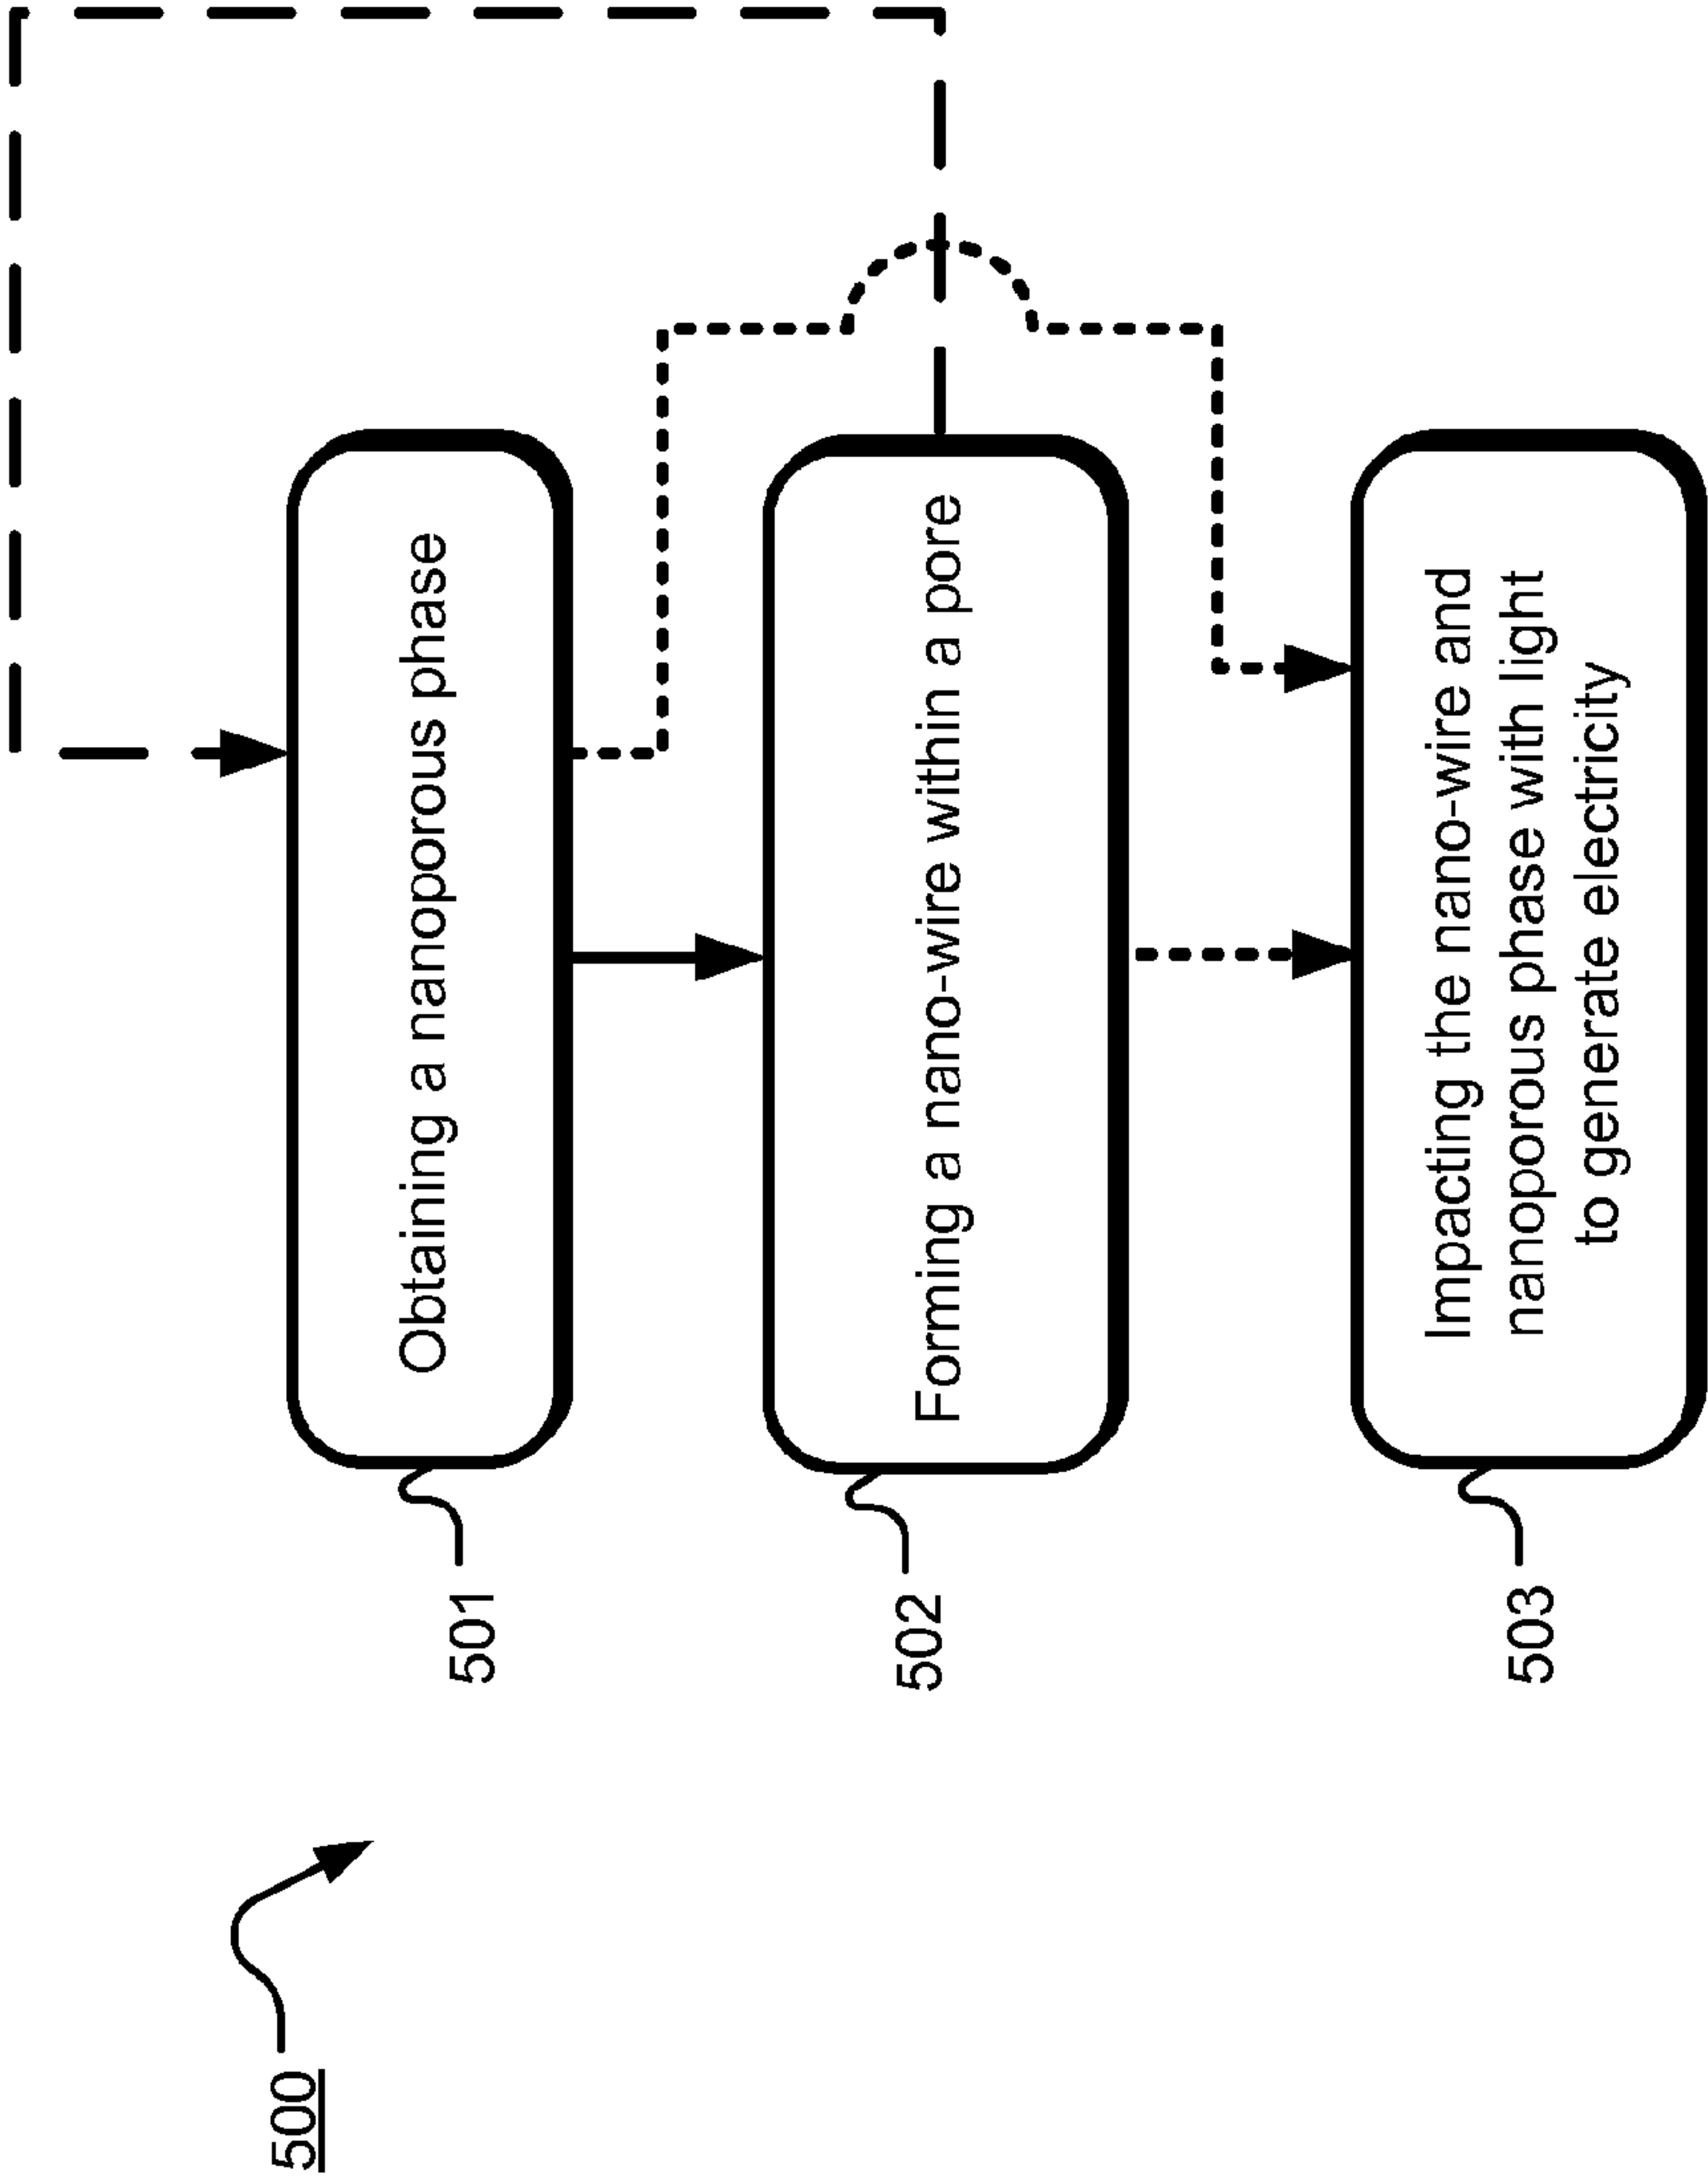 500
501
Obtaining a nanoporous phase
502
Forming a nano-wire within a pore
503
Impacting the nano-wire and
nanoporous phase with light
to generate electricity